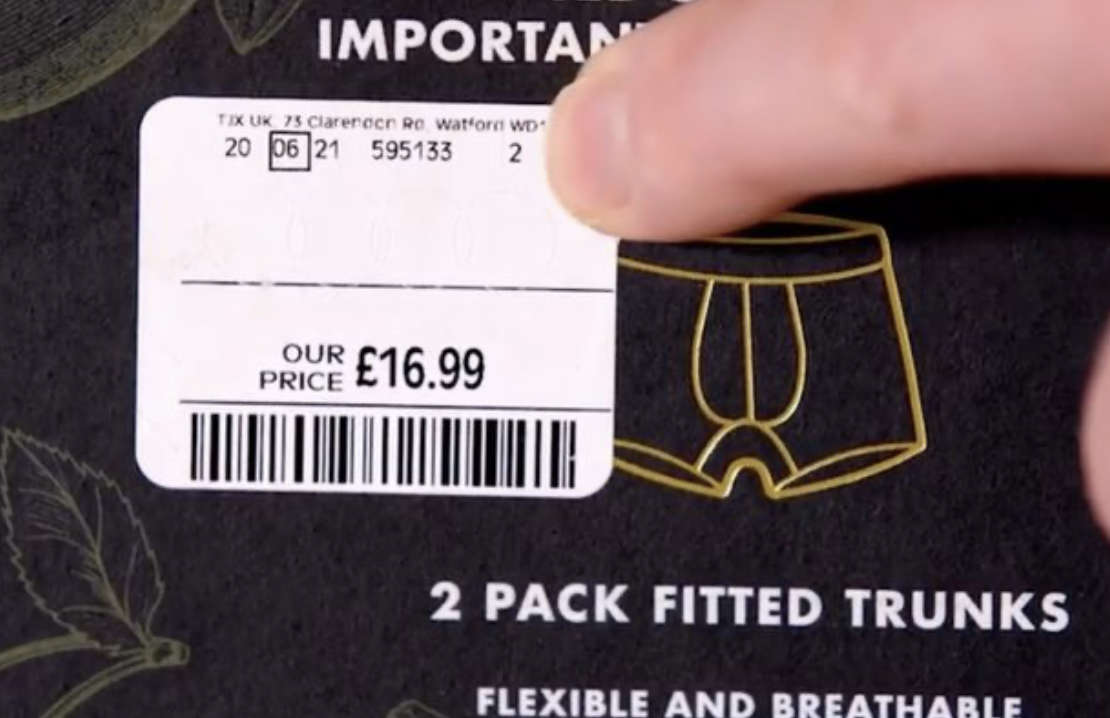 IMPORTAN
TJX UK, 73 Clarendon Rd, Watford WD1
20 06 21 595133 2
OUR
PRICE £16.99
2 PACK FITTED TRUNKS
FLEXIBLE AND BREATHABLE